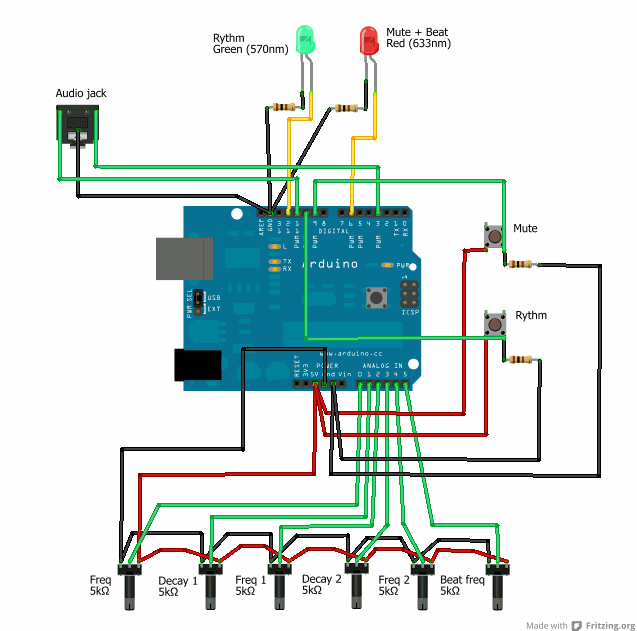 Rythm
Green (570nm)
Mute + Beat
Red (633nm)
Audio jack
AREF
GND
13
12
11
10
9
8
7
6
5
4
3
2
1
0
PWM
PWM
PWM
PWM
PWM
PWM
TX
RX
DIGITAL
L
TX
RX
Arduino
PWR
ICSP
PWR SEL
USB
EXT
www.arduino.cc
POWER
ANALOG IN
RESET
3V3
5V
Gnd
Vin
0
1
2
3
4
5
Mute
Rythm
Freq
5kΩ
Decay 1
5kΩ
Freq 1
5kΩ
Decay 2
5kΩ
Freq 2
5kΩ
Beat freq
5kΩ
Made with Fritzing.org